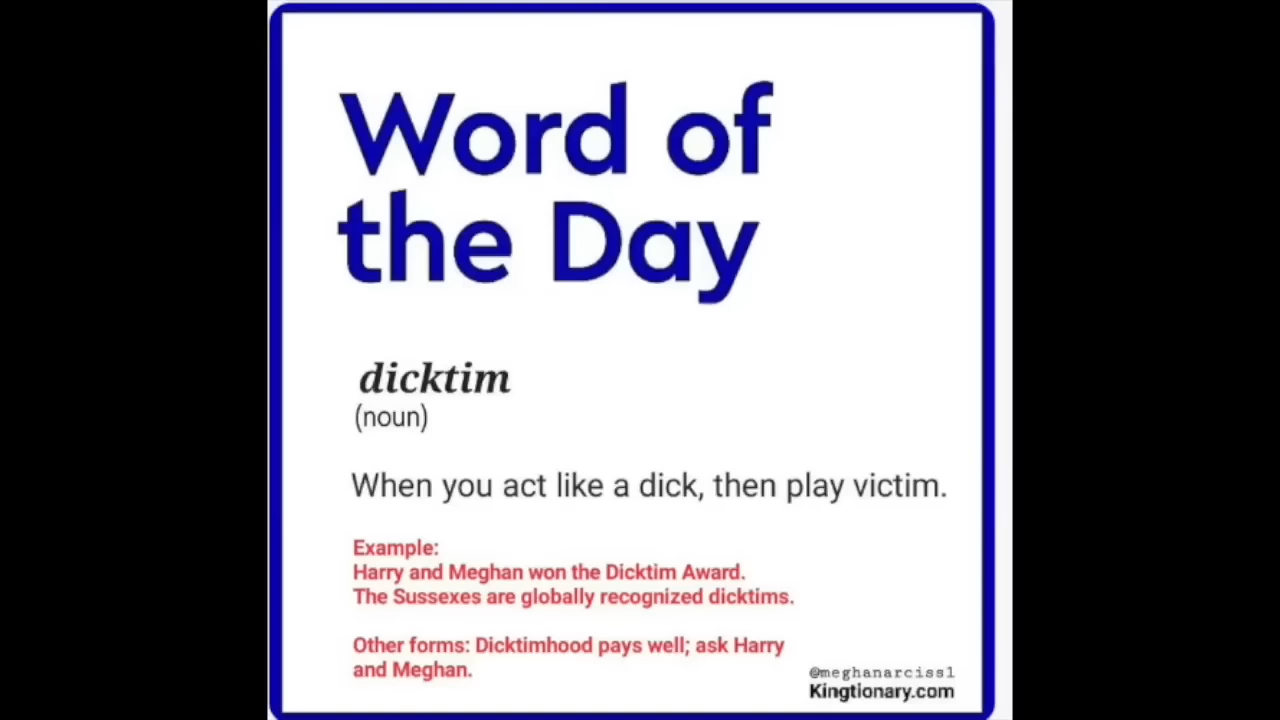 Word of
the Day
dicktim
(noun)
When you act like a dick, then play victim.
Example:
Harry and Meghan won the Dicktim Award.
The Sussexes are globally recognized dicktims.
Other forms: Dicktimhood pays well; ask Harry
and Meghan.
@meghanarciss1
Kingtionary.com